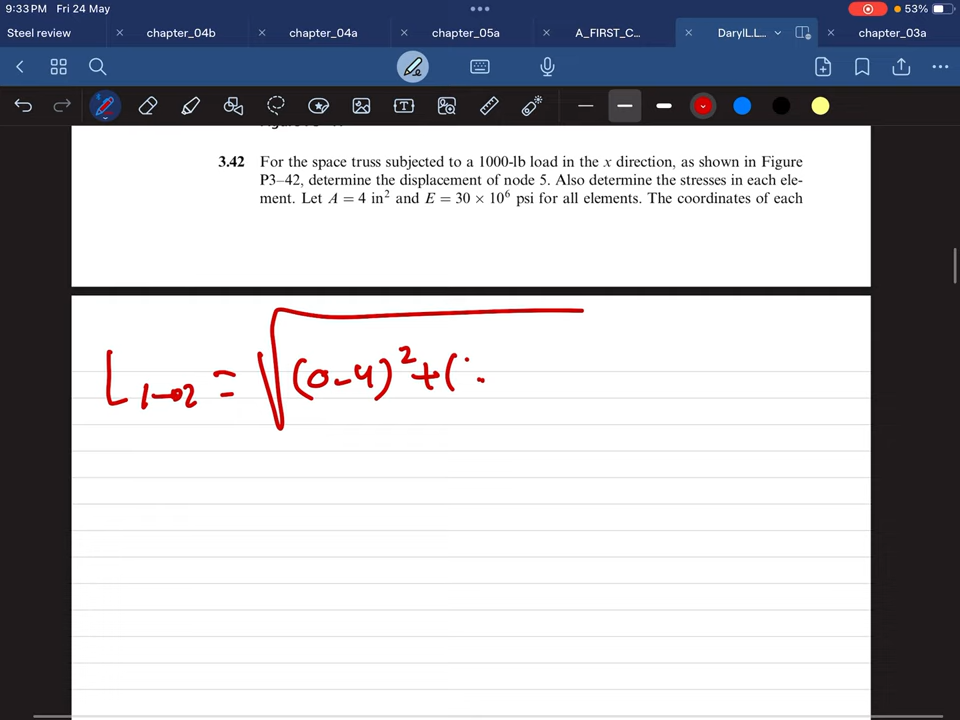 9:33 PM Fri 24 May
53%
Steel review
chapter_04b
chapter_04a
chapter_05a
A_FIRST_C...
DarylL.L...
chapter_03a
3.42 For the space truss subjected to a 1000-lb load in the x direction, as shown in Figure
P3–42, determine the displacement of node 5. Also determine the stresses in each ele-
ment. Let A = 4 in² and E = 30 × 10⁶ psi for all elements. The coordinates of each
L₁→₂ = √(0-4)² + (